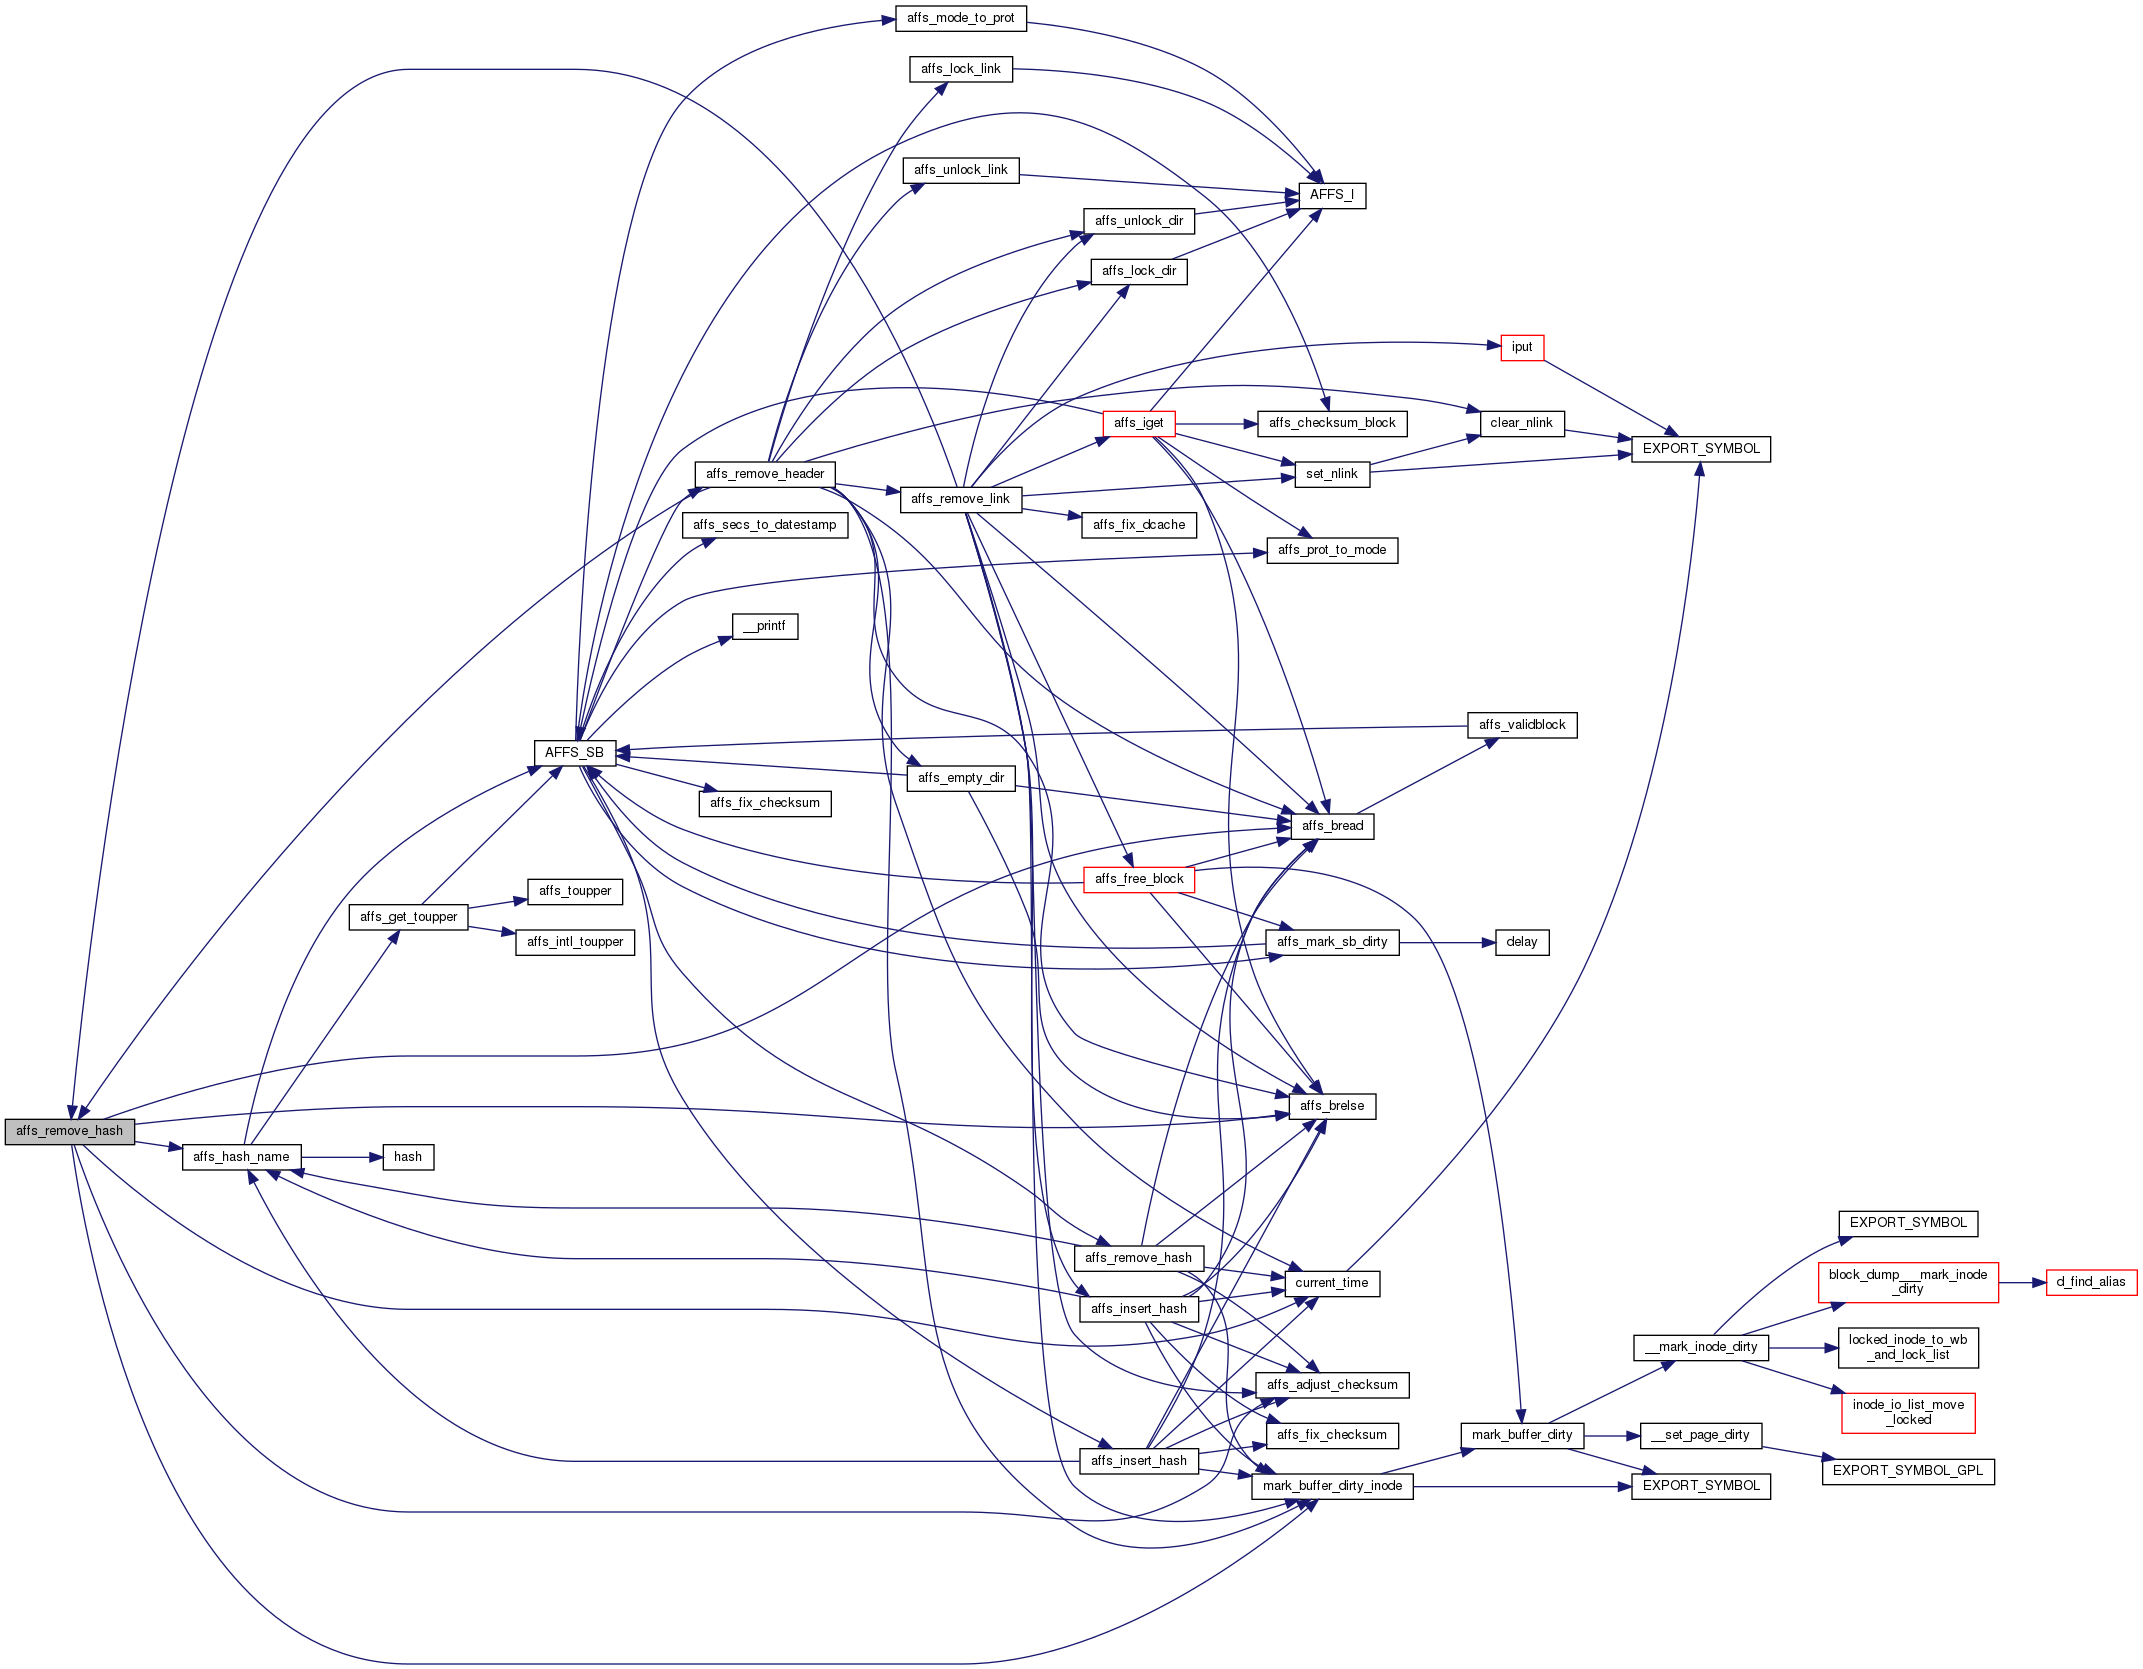 affs_mode_to_prot
affs_lock_link
affs_unlock_link
AFFS_I
affs_unlock_dir
affs_lock_dir
iput
affs_iget
affs_checksum_block
clear_nlink
EXPORT_SYMBOL
affs_remove_header
set_nlink
affs_remove_link
affs_secs_to_datestamp
affs_fix_dcache
affs_prot_to_mode
__printf
affs_validblock
AFFS_SB
affs_empty_dir
affs_fix_checksum
affs_bread
affs_free_block
affs_toupper
affs_get_toupper
affs_intl_toupper
affs_mark_sb_dirty
delay
affs_brelse
affs_remove_hash
affs_hash_name
hash
EXPORT_SYMBOL
affs_remove_hash
current_time
block_dump___mark_inode
_dirty
d_find_alias
affs_insert_hash
__mark_inode_dirty
locked_inode_to_wb
_and_lock_list
affs_adjust_checksum
inode_io_list_move
_locked
affs_fix_checksum
mark_buffer_dirty
__set_page_dirty
affs_insert_hash
EXPORT_SYMBOL_GPL
mark_buffer_dirty_inode
EXPORT_SYMBOL